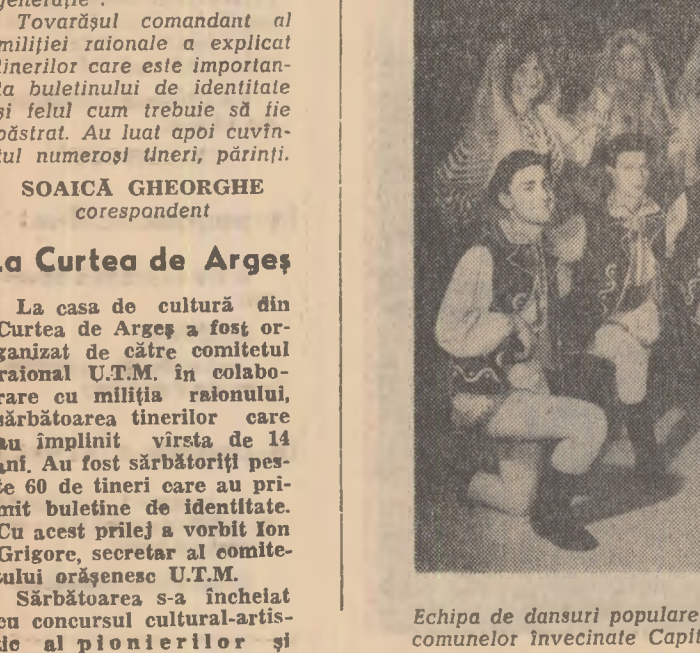 generație".
Tovarășul comandant al
miliției raionale a explicat
tinerilor care este importan-
ța buletinului de identitate
și felul cum trebuie să fie
păstrat. Au luat apoi cuvîn-
tul numeroși tineri, părinți.
SOAICĂ GHEORGHE
corespondent
La Curtea de Argeș
La casa de cultură din
Curtea de Argeș a fost or-
ganizat de către comitetul
raional U.T.M. în colabo-
rare cu miliția raionului,
sărbătoarea tinerilor care
au împlinit vîrsta de 14
ani. Au fost sărbătoriți pes-
te 60 de tineri care au pri-
mit buletine de identitate.
Cu acest prilej a vorbit Ion
Grigore, secretar al comite-
tului orășenesc U.T.M.
Sărbătoarea s-a încheiat
cu concursul cultural-artis-
tic al pionierilor și
Echipa de dansuri populare
comunelor învecinate Capit